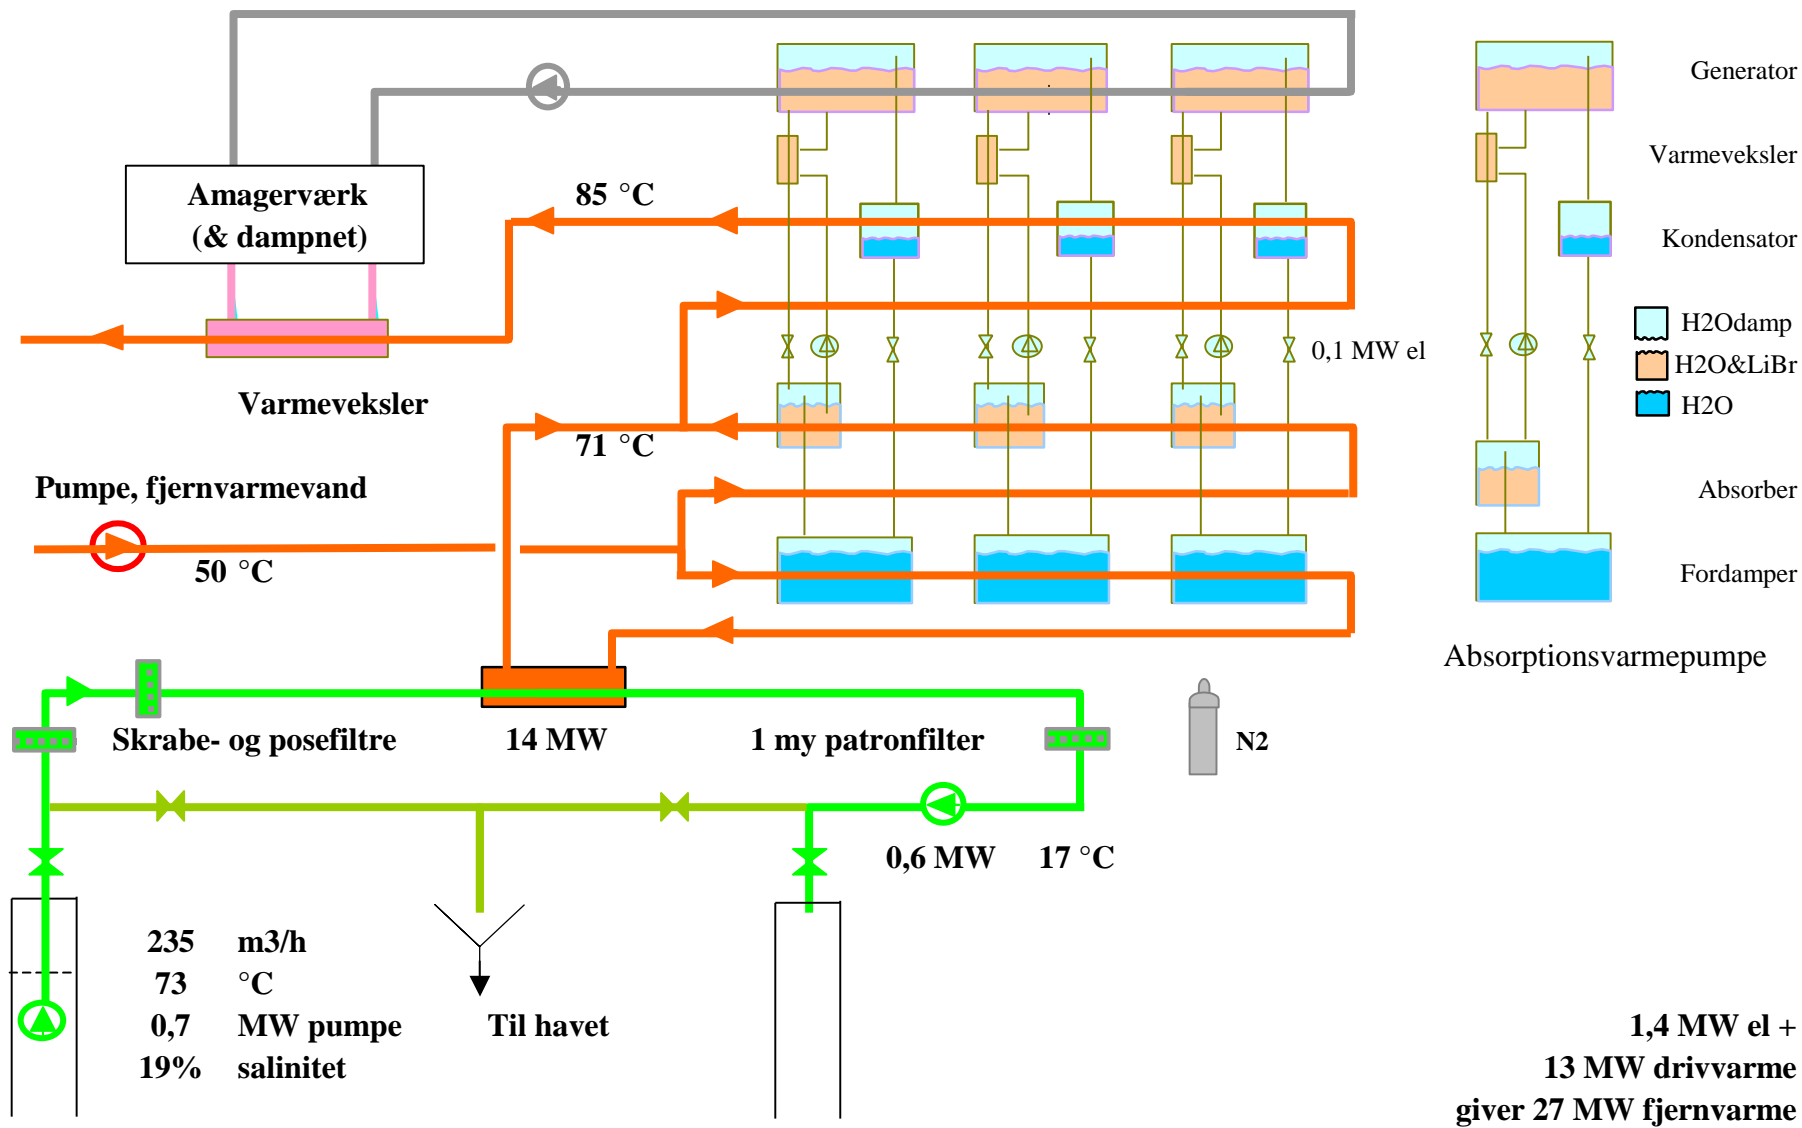 Generator
Varmeveksler
Amagerværk
(& dampnet)
85 °C
Kondensator
H2Odamp
0,1 MW el
H2O&LiBr
Varmeveksler
H2O
71 °C
Pumpe, fjernvarmevand
Absorber
50 °C
Fordamper
Absorptionsvarmepumpe
Skrabe- og posefiltre
14 MW
1 my patronfilter
N2
0,6 MW
17 °C
235 m3/h
73 °C
0,7 MW pumpe
Til havet
19% salinitet
1,4 MW el +
13 MW drivvarme
giver 27 MW fjernvarme